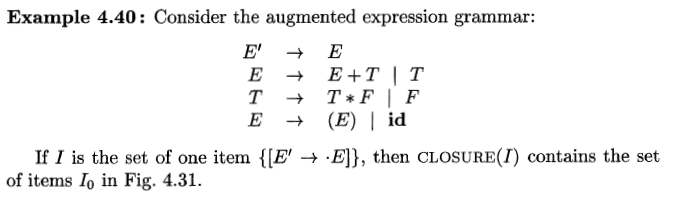 Example 4.40: Consider the augmented expression grammar:
E' → E
E → E + T | T
T → T * F | F
E → (E) | id
If I is the set of one item {[E' → ·E]}, then CLOSURE(I) contains the set
of items I₀ in Fig. 4.31.